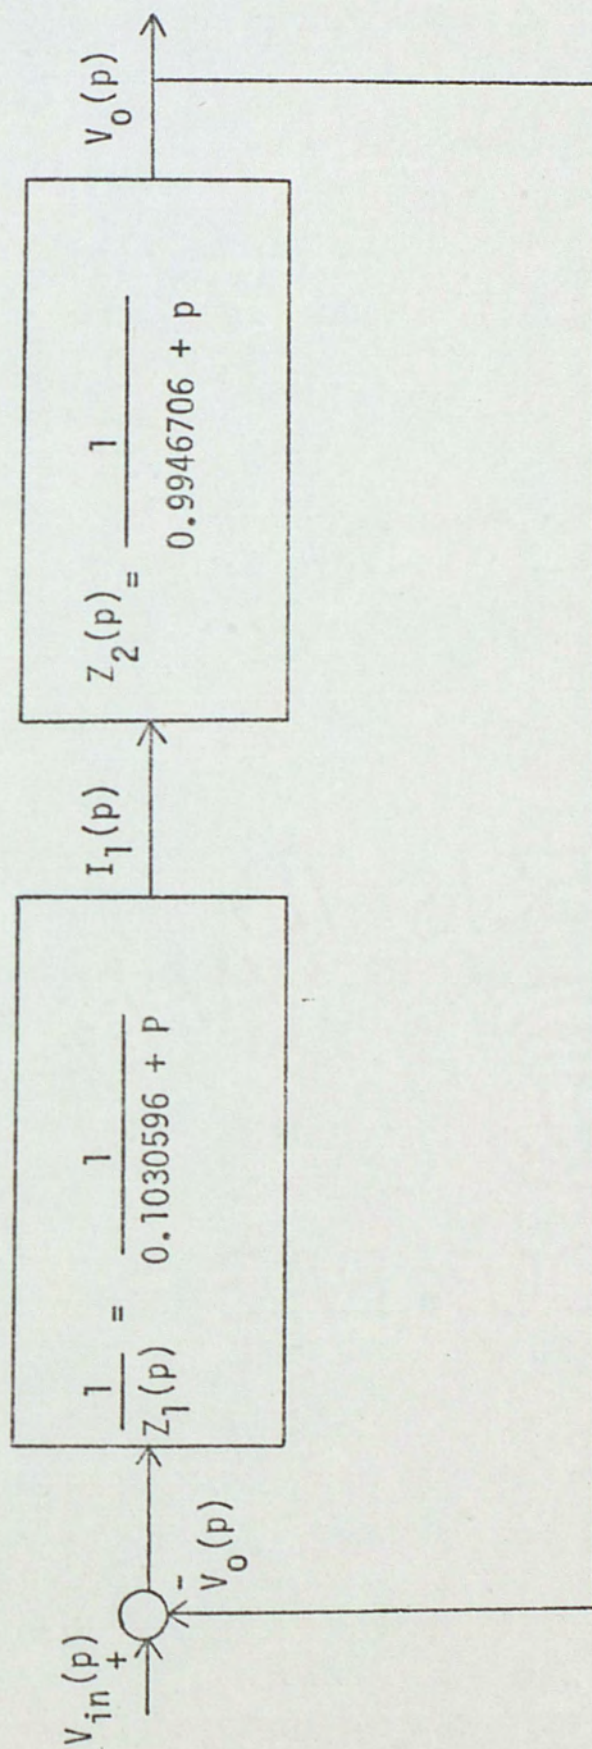 V_in(p)
+
-
V_o(p)
1/Z_1(p) = 1/(0.1030596 + P)
I_1(p)
Z_2(p) = 1/(0.9946706 + p)
V_o(p)